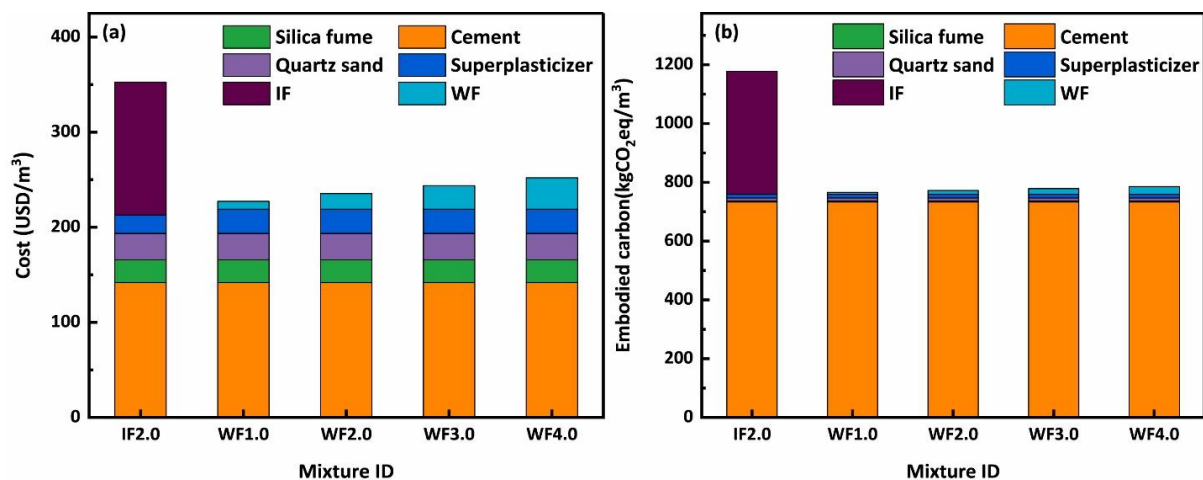 (a)
Silica fume
Cement
Quartz sand
Superplasticizer
IF
WF
400
300
200
100
0
Cost (USD/m³)
IF2.0 WF1.0 WF2.0 WF3.0 WF4.0
Mixture ID
(b)
Silica fume
Cement
Quartz sand
Superplasticizer
IF
WF
1200
1000
800
600
400
200
0
Embodied carbon(kgCO₂eq/m³)
IF2.0 WF1.0 WF2.0 WF3.0 WF4.0
Mixture ID